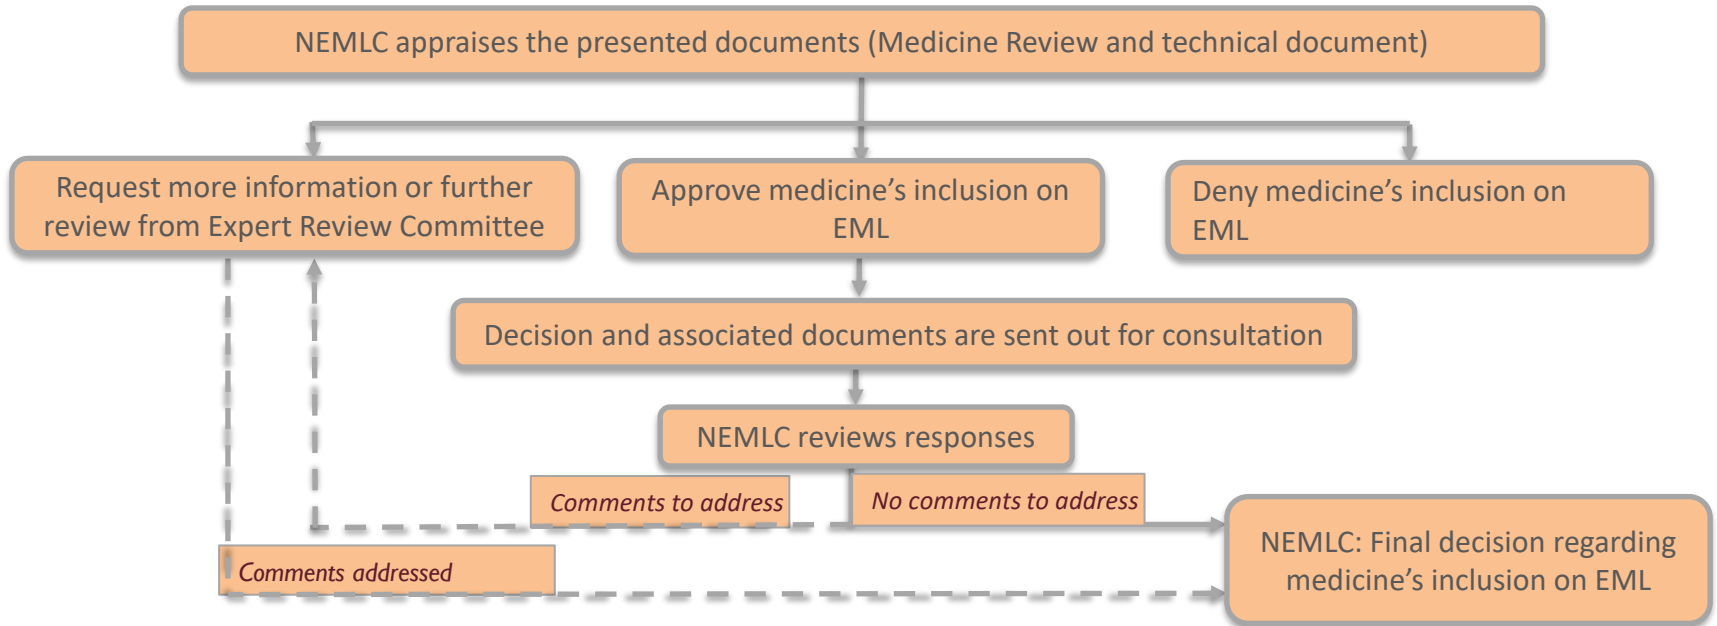 NEMLC appraises the presented documents (Medicine Review and technical document)
Request more information or further
review from Expert Review Committee
Approve medicine’s inclusion on
EML
Deny medicine’s inclusion on
EML
Decision and associated documents are sent out for consultation
NEMLC reviews responses
Comments to address
No comments to address
Comments addressed
NEMLC: Final decision regarding
medicine’s inclusion on EML